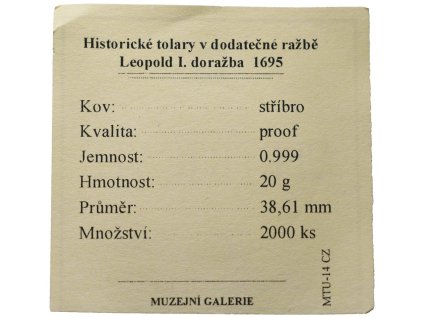 Historické tolary v dodatečné ražbě
Leopold I. doražba 1695
Kov: stříbro
Kvalita: proof
Jemnost: 0.999
Hmotnost: 20 g
Průměr: 38,61 mm
Množství: 2000 ks
MUZEJNÍ GALERIE
MTU-14 CZ